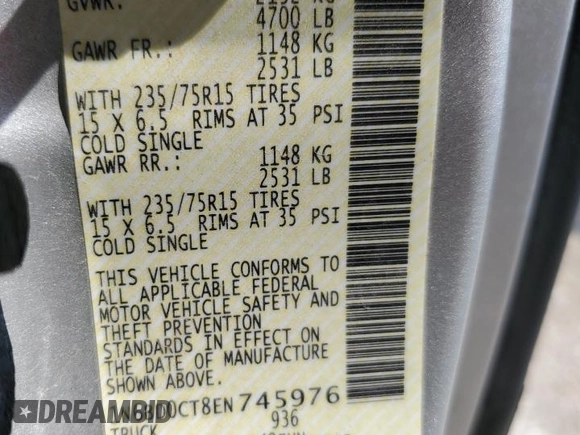 GVWR:
4700 LB
GAWR FR.: 1148 KG
2531 LB
WITH 235/75R15 TIRES
15 X 6.5 RIMS AT 35 PSI
COLD SINGLE
GAWR RR.: 1148 KG
2531 LB
WITH 235/75R15 TIRES
15 X 6.5 RIMS AT 35 PSI
COLD SINGLE
THIS VEHICLE CONFORMS TO
ALL APPLICABLE FEDERAL
MOTOR VEHICLE SAFETY AND
THEFT PREVENTION
STANDARDS IN EFFECT ON
THE DATE OF MANUFACTURE
SHOWN ABOVE.
DOCT8EN745976
936
TRUCK
DREAMBID